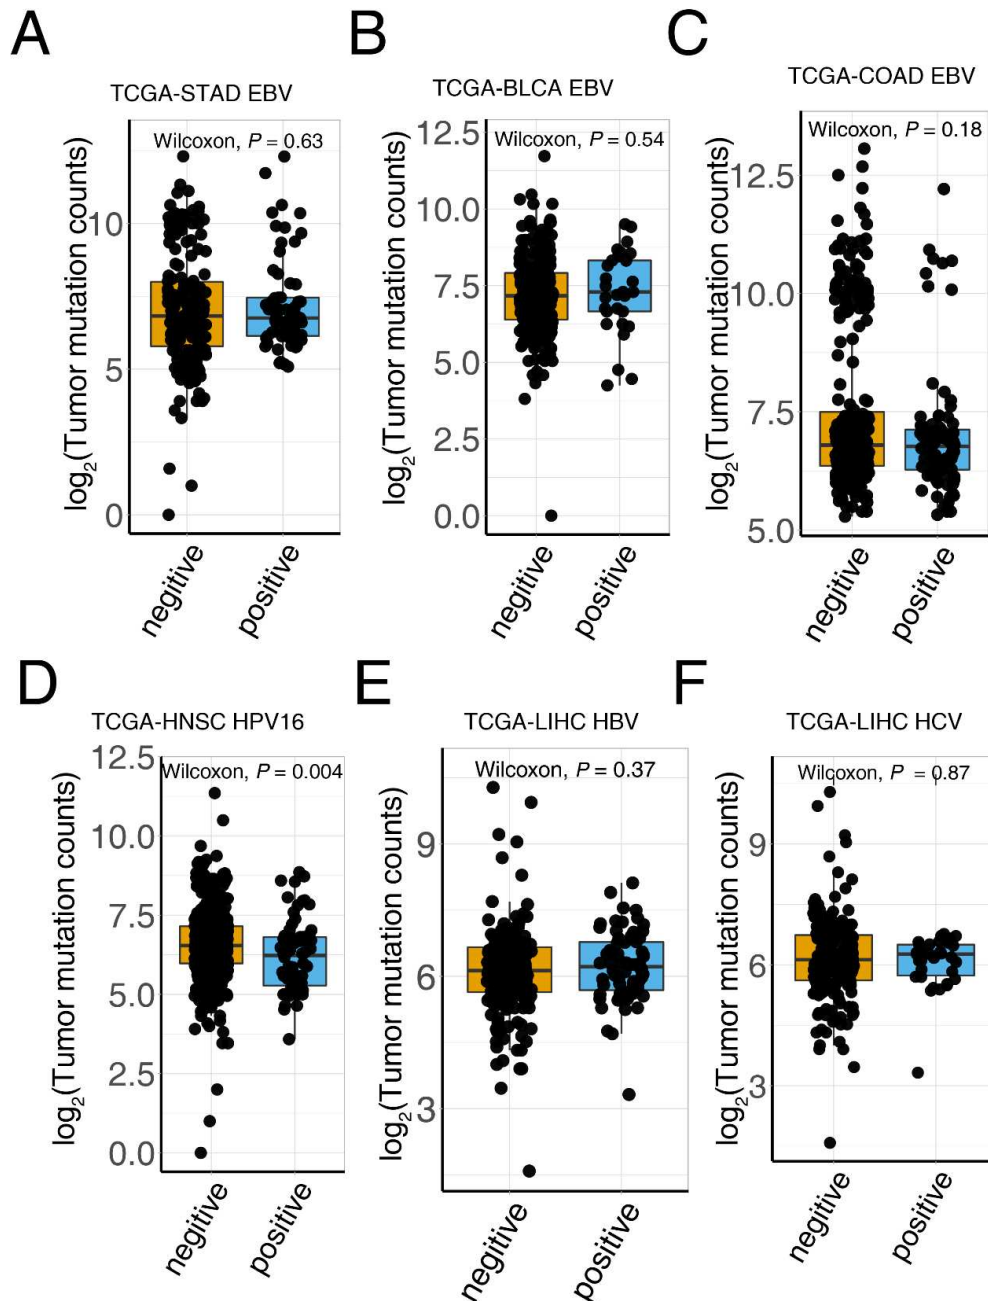 A
TCGA-STAD EBV
Wilcoxon, P = 0.63
log2(Tumor mutation counts)
10
5
0
negitive
positive
B
TCGA-BLCA EBV
Wilcoxon, P = 0.54
log2(Tumor mutation counts)
12.5
10.0
7.5
5.0
2.5
0.0
negitive
positive
C
TCGA-COAD EBV
Wilcoxon, P = 0.18
log2(Tumor mutation counts)
12.5
10.0
7.5
5.0
negitive
positive
D
TCGA-HNSC HPV16
Wilcoxon, P = 0.004
log2(Tumor mutation counts)
12.5
10.0
7.5
5.0
2.5
0.0
negitive
positive
E
TCGA-LIHC HBV
Wilcoxon, P = 0.37
log2(Tumor mutation counts)
9
6
3
negitive
positive
F
TCGA-LIHC HCV
Wilcoxon, P = 0.87
log2(Tumor mutation counts)
9
6
3
negitive
positive